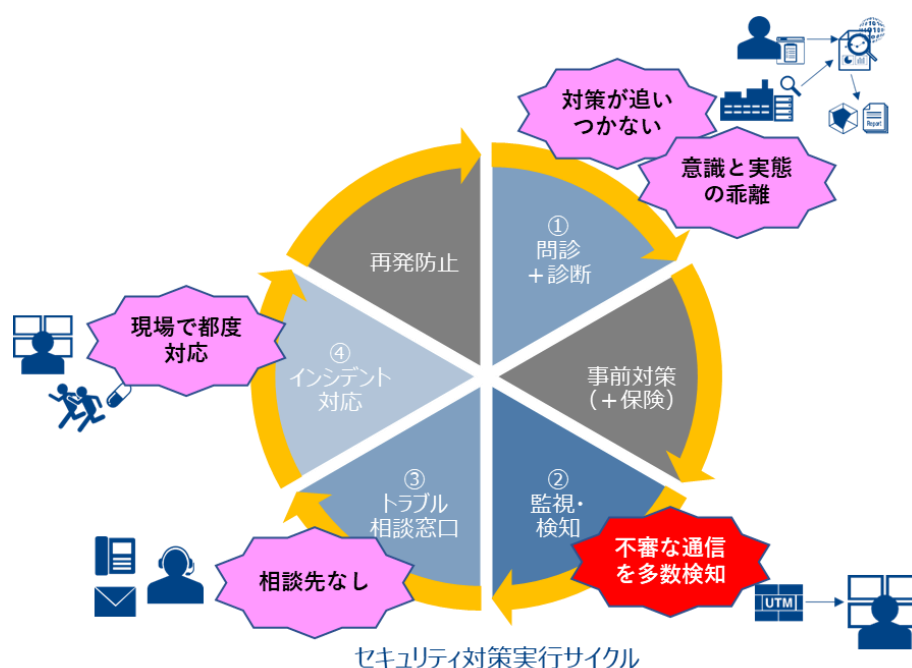 対策が追い
つかない
意識と実態
の乖離
Report
①
問診
＋診断
再発防止
現場で都度
対応
④
インシデント
対応
事前対策
（＋保険）
③
トラブル
相談窓口
②
監視・
検知
不審な通信
を多数検知
相談先なし
UTM
セキュリティ対策実行サイクル